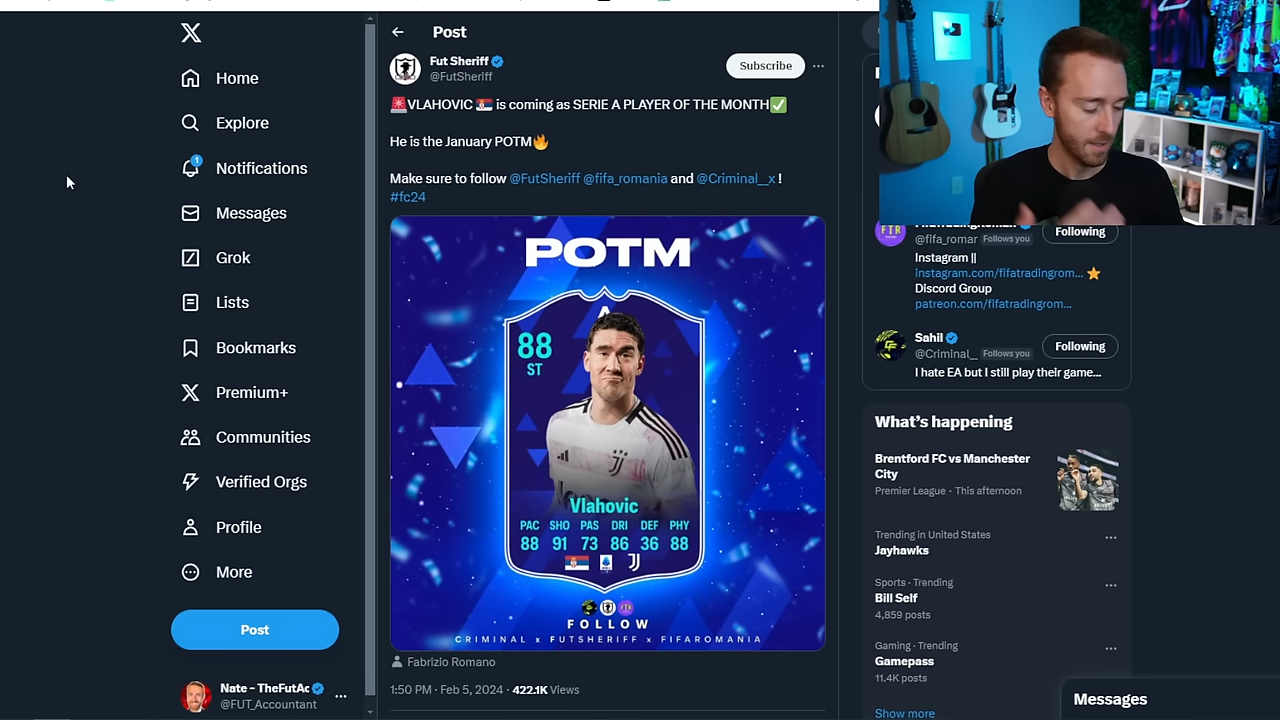 Home
Explore
1
Notifications
Messages
Grok
Lists
Bookmarks
Premium+
Communities
Verified Orgs
Profile
More
Post
Nate - TheFutAc
@FUT_Accountant
Post
Fut Sheriff
@FutSheriff
Subscribe
VLAHOVIC is coming as SERIE A PLAYER OF THE MONTH
He is the January POTM
Make sure to follow @FutSheriff @fifa_romania and @Criminal__x !
#fc24
POTM
88
ST
Vlahovic
PAC SHO PAS DRI DEF PHY
88 91 73 86 36 88
FOLLOW
CRIMINAL x FUTSHERIFF x FIFAROMANIA
Fabrizio Romano
1:50 PM · Feb 5, 2024 · 422.1K Views
FTR
@fifa_romar Follows you
Following
Instagram ||
instagram.com/fifatradingrom...
Discord Group
patreon.com/fifatradingrom...
Sahil
@Criminal__ Follows you
Following
I hate EA but I still play their game...
What's happening
Brentford FC vs Manchester
City
Premier League · This afternoon
Trending in United States
Jayhawks
Sports · Trending
Bill Self
4,859 posts
Gaming · Trending
Gamepass
11.4K posts
Show more
Messages